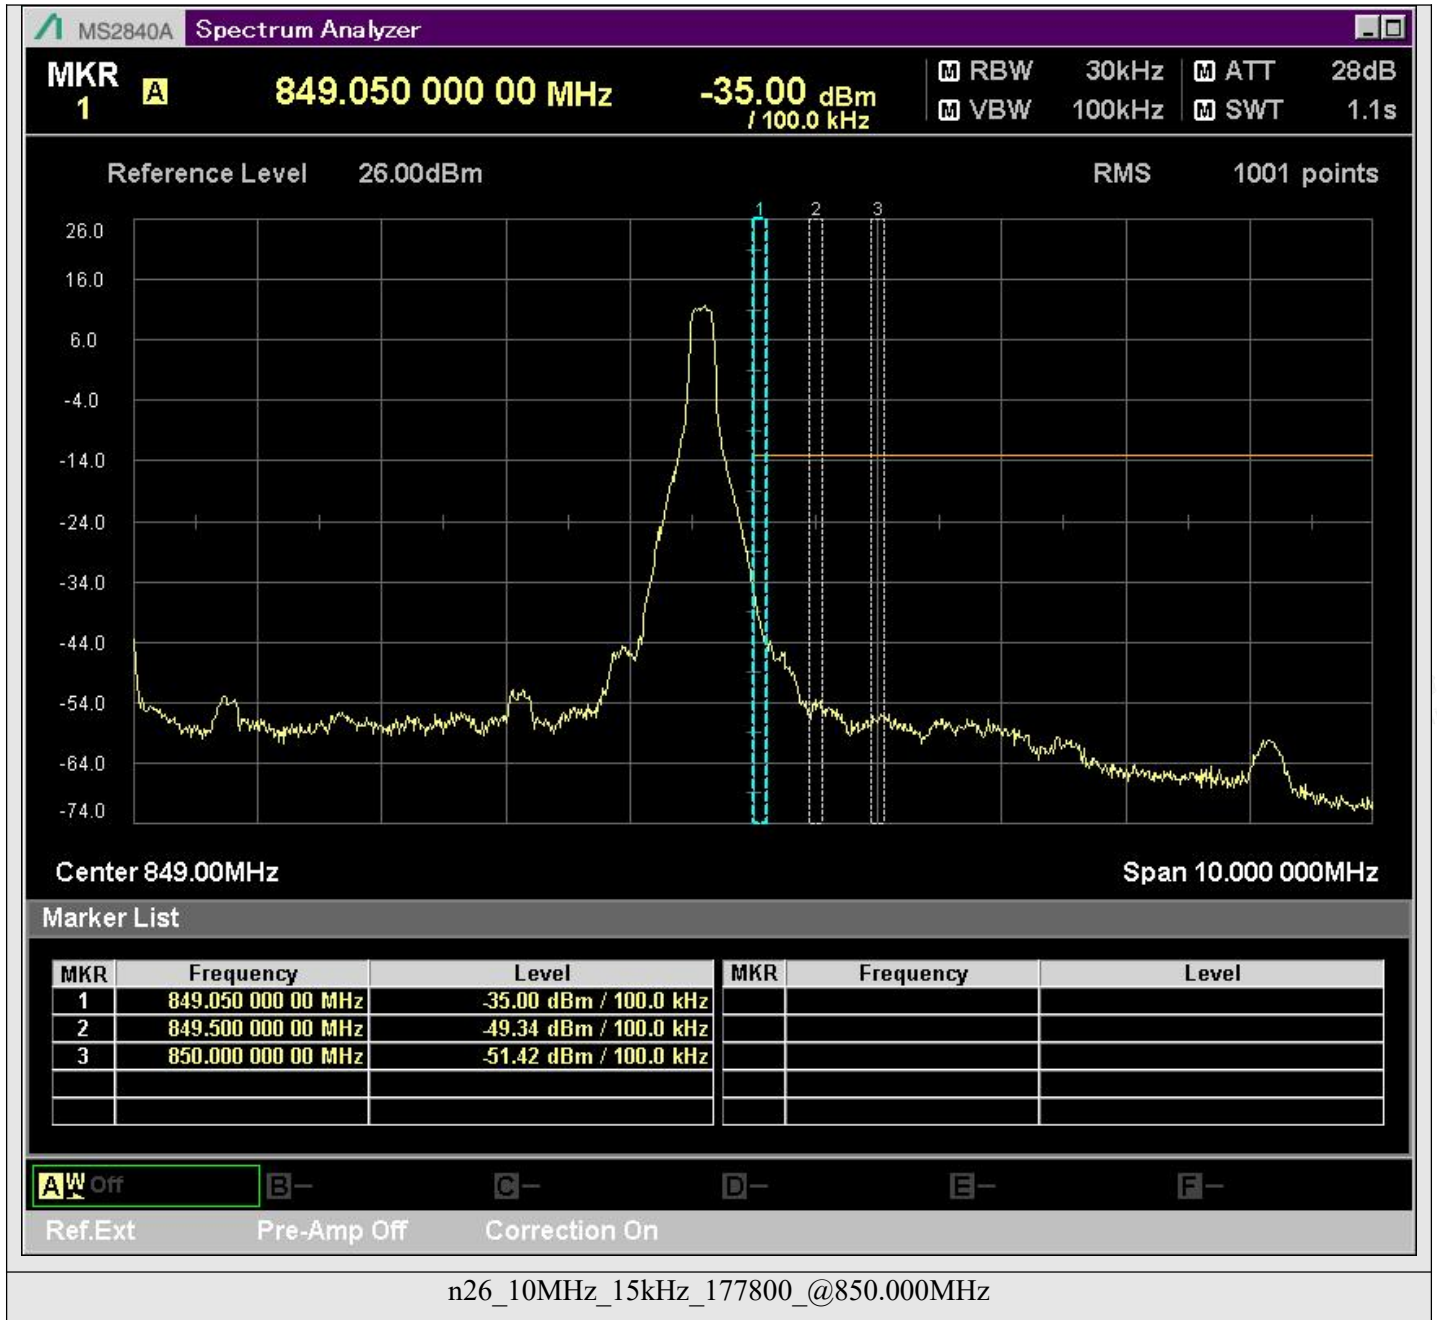 MS2840A Spectrum Analyzer
MKR 1 A 849.050 000 00 MHz -35.00 dBm / 100.0 kHz
M RBW 30kHz M ATT 28dB
M VBW 100kHz M SWT 1.1s
Reference Level 26.00dBm RMS 1001 points
1 2 3
26.0
16.0
6.0
-4.0
-14.0
-24.0
-34.0
-44.0
-54.0
-64.0
-74.0
Center 849.00MHz Span 10.000 000MHz
Marker List
MKR Frequency Level MKR Frequency Level
1 849.050 000 00 MHz -35.00 dBm / 100.0 kHz
2 849.500 000 00 MHz -49.34 dBm / 100.0 kHz
3 850.000 000 00 MHz -51.42 dBm / 100.0 kHz
A W Off B - C - D - E - F -
Ref.Ext Pre-Amp Off Correction On
n26_10MHz_15kHz_177800_@850.000MHz